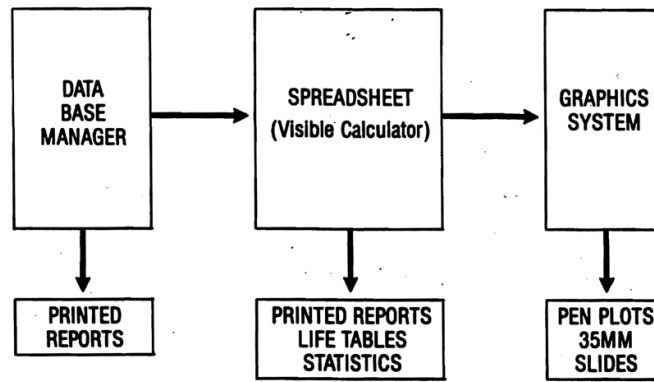 DATA
BASE
MANAGER
SPREADSHEET
(Visible Calculator)
GRAPHICS
SYSTEM
PRINTED
REPORTS
PRINTED REPORTS
LIFE TABLES
STATISTICS
PEN PLOTS
35MM
SLIDES